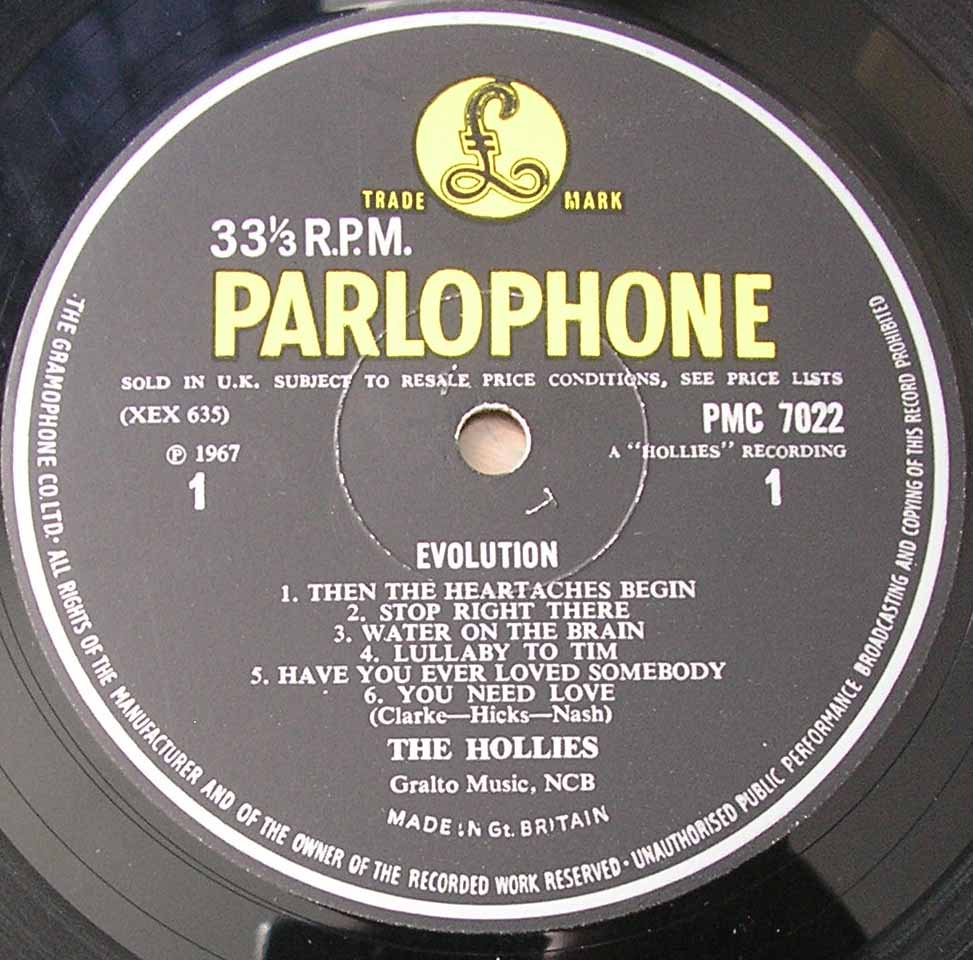 £
TRADE MARK
33⅓ R.P.M.
PARLOPHONE
SOLD IN U.K. SUBJECT TO RESALE PRICE CONDITIONS, SEE PRICE LISTS
(XEX 635) PMC 7022
℗ 1967 A "HOLLIES" RECORDING
1 1
EVOLUTION
1. THEN THE HEARTACHES BEGIN
2. STOP RIGHT THERE
3. WATER ON THE BRAIN
4. LULLABY TO TIM
5. HAVE YOU EVER LOVED SOMEBODY
6. YOU NEED LOVE
(Clarke—Hicks—Nash)
THE HOLLIES
Gralto Music, NCB
MADE IN Gt. BRITAIN
·THE GRAMOPHONE CO. LTD· ALL RIGHTS OF THE MANUFACTURER AND OF THE OWNER OF THE RECORDED WORK RESERVED · UNAUTHORISED PUBLIC PERFORMANCE BROADCASTING AND COPYING OF THIS RECORD PROHIBITED